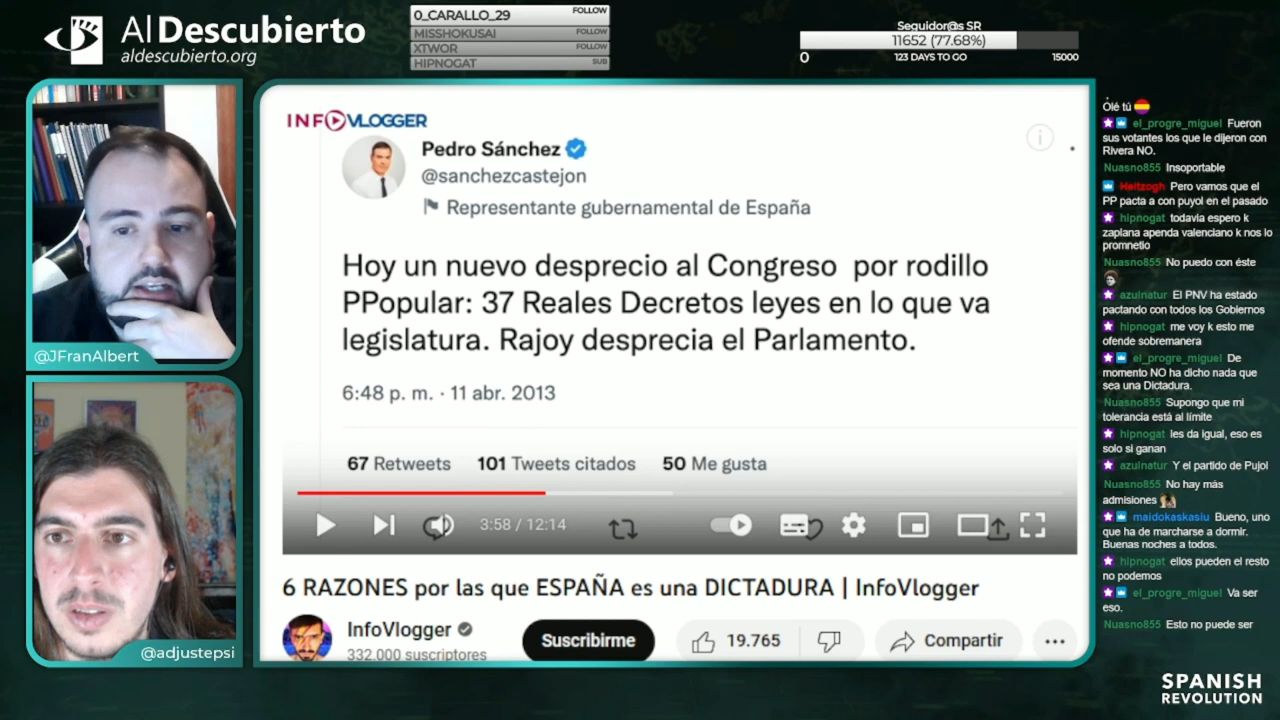 Al Descubierto
aldescubierto.org
0_CARALLO_29 FOLLOW
MISSHOKUSAI FOLLOW
XTWOR FOLLOW
HIPNOGAT SUB
Seguidor@s SR
11652 (77.68%)
0 123 DAYS TO GO 15000
@JFranAlbert
@adjustepsi
INFOVLOGGER
Pedro Sánchez
@sanchezcastejon
Representante gubernamental de España
Hoy un nuevo desprecio al Congreso por rodillo
PPopular: 37 Reales Decretos leyes en lo que va
legislatura. Rajoy desprecia el Parlamento.
6:48 p. m. · 11 abr. 2013
67 Retweets 101 Tweets citados 50 Me gusta
3:58 / 12:14
6 RAZONES por las que ESPAÑA es una DICTADURA | InfoVlogger
InfoVlogger
332.000 suscriptores
Suscribirme
19.765
Compartir
Olé tú
el_progre_miguel Fueron
sus votantes los que le dijeron con
Rivera NO.
Nuasno855 Insoportable
Heitzogh Pero vamos que el
PP pacta a con puyol en el pasado
hipnogat todavia espero k
zaplana apenda valenciano k nos lo
promnetio
Nuasno855 No puedo con éste
azulnatur El PNV ha estado
pactando con todos los Gobiernos
hipnogat me voy k esto me
ofende sobremanera
el_progre_miguel De
momento NO ha dicho nada que
sea una Dictadura.
Nuasno855 Supongo que mi
tolerancia está al límite
hipnogat les da igual, eso es
solo si ganan
azulnatur Y el partido de Pujol
Nuasno855 No hay más
admisiones
maidokaskasiu Bueno, uno
que ha de marcharse a dormir.
Buenas noches a todos.
hipnogat ellos pueden el resto
no podemos
el_progre_miguel Va ser
eso.
Nuasno855 Esto no puede ser
SPANISH
REVOLUTION